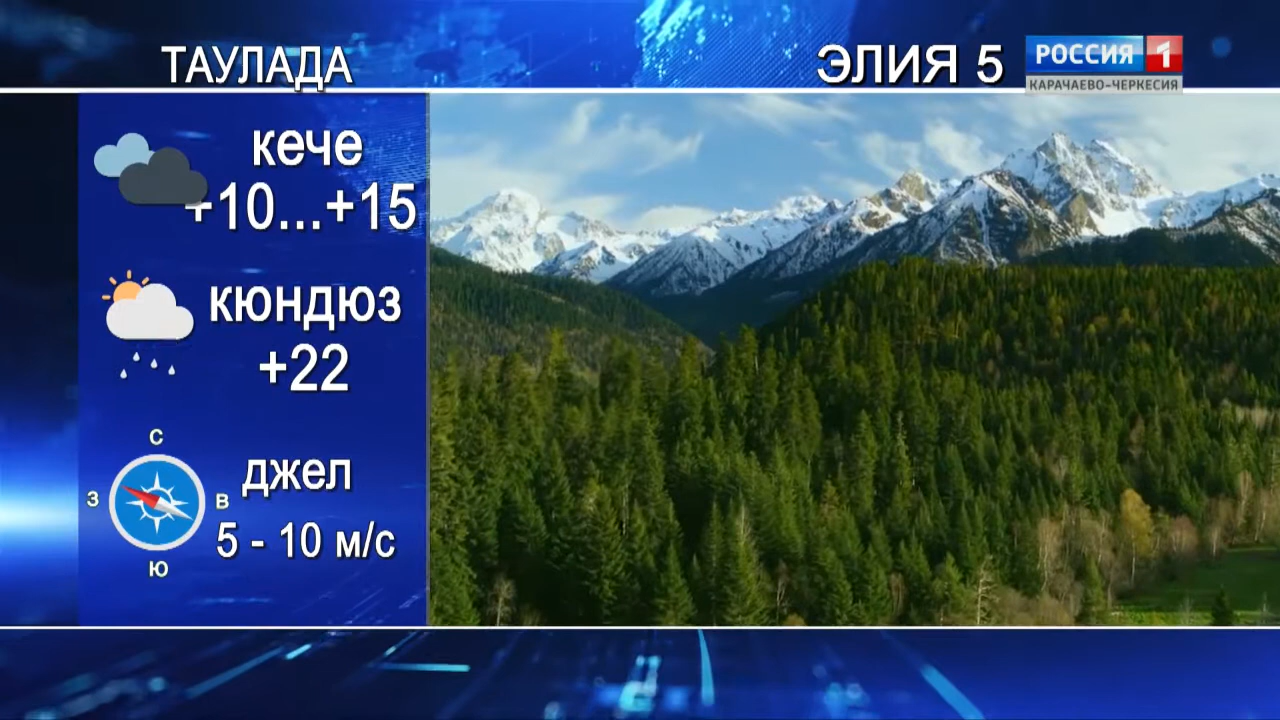 ТАУЛАДА
ЭЛИЯ 5
РОССИЯ 1
КАРАЧАЕВО-ЧЕРКЕСИЯ
кече
+10...+15
кюндюз
+22
С
З
В
Ю
джел
5 - 10 м/с